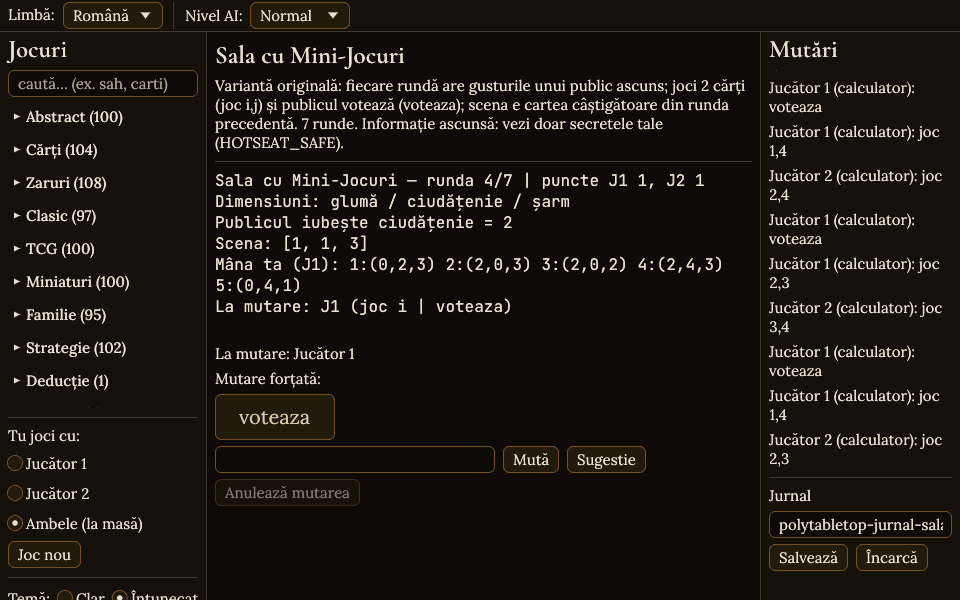 Limbă:
Română
Nivel AI:
Normal
Jocuri
caută... (ex. sah, carti)
Abstract (100)
Cărți (104)
Zaruri (108)
Clasic (97)
TCG (100)
Miniaturi (100)
Familie (95)
Strategie (102)
Deducție (1)
Tu joci cu:
Jucător 1
Jucător 2
Ambele (la masă)
Joc nou
Temă:
Clar
Întunecat
Sala cu Mini-Jocuri
Variantă originală: fiecare rundă are gusturile unui public ascuns; joci 2 cărți
(joc i,j) și publicul votează (voteaza); scena e cartea câștigătoare din runda
precedentă. 7 runde. Informație ascunsă: vezi doar secretele tale
(HOTSEAT_SAFE).
Sala cu Mini-Jocuri — runda 4/7 | puncte J1 1, J2 1
Dimensiuni: glumă / ciudățenie / șarm
Publicul iubește ciudățenie = 2
Scena: [1, 1, 3]
Mâna ta (J1): 1:(0,2,3) 2:(2,0,3) 3:(2,0,2) 4:(2,4,3)
5:(0,4,1)
La mutare: J1 (joc i | voteaza)
La mutare: Jucător 1
Mutare forțată:
voteaza
Mută
Sugestie
Anulează mutarea
Mutări
Jucător 1 (calculator):
voteaza
Jucător 1 (calculator): joc
1,4
Jucător 2 (calculator): joc
2,4
Jucător 1 (calculator):
voteaza
Jucător 1 (calculator): joc
2,3
Jucător 2 (calculator): joc
3,4
Jucător 1 (calculator):
voteaza
Jucător 1 (calculator): joc
1,4
Jucător 2 (calculator): joc
2,3
Jurnal
polytabletop-jurnal-sala
Salvează
Încarcă